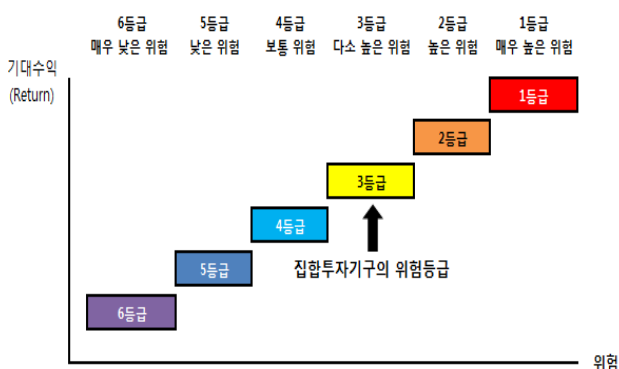 6등급 5등급 4등급 3등급 2등급 1등급
매우 낮은 위험 낮은 위험 보통 위험 다소 높은 위험 높은 위험 매우 높은 위험
기대수익
(Return)
1등급
2등급
3등급
4등급
5등급
집합투자기구의 위험등급
6등급
위험